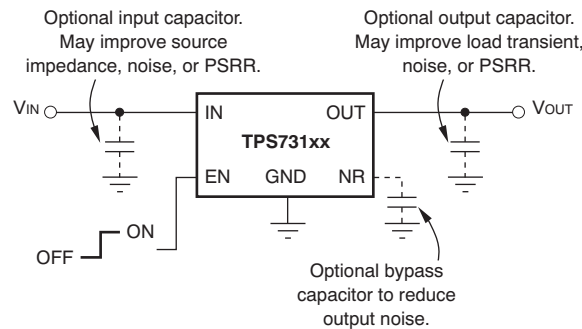 Optional input capacitor.
May improve source
impedance, noise, or PSRR.
Optional output capacitor.
May improve load transient,
noise, or PSRR.
VIN
IN
OUT
VOUT
TPS731xx
EN
GND
NR
ON
OFF
Optional bypass
capacitor to reduce
output noise.